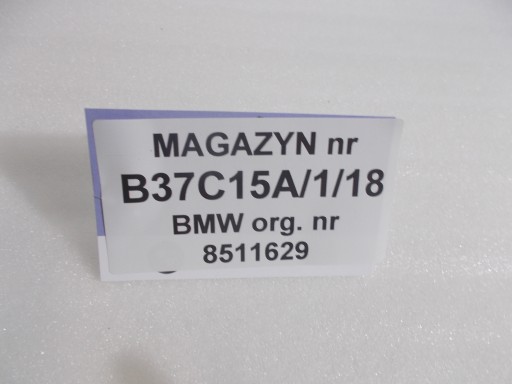 MAGAZYN nr
B37C15A/1/18
BMW org. nr
8511629